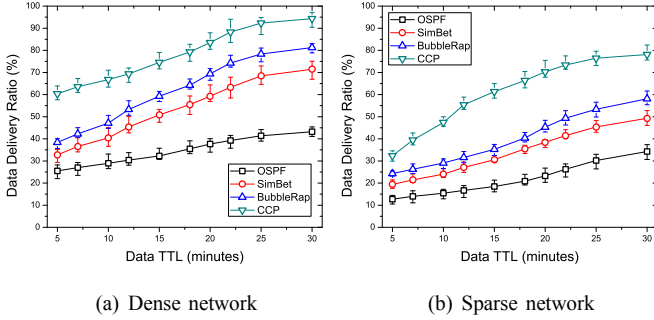 (a)
100
90
80
70
60
50
40
30
20
10
0
Data Delivery Ratio (%)
OSPF
SimBet
BubbleRap
CCP
5
10
15
20
25
30
Data TTL (minutes)
(b)
100
90
80
70
60
50
40
30
20
10
0
Data Delivery Ratio (%)
OSPF
SimBet
BubbleRap
CCP
5
10
15
20
25
30
Data TTL (minutes)
(a) Dense network
(b) Sparse network